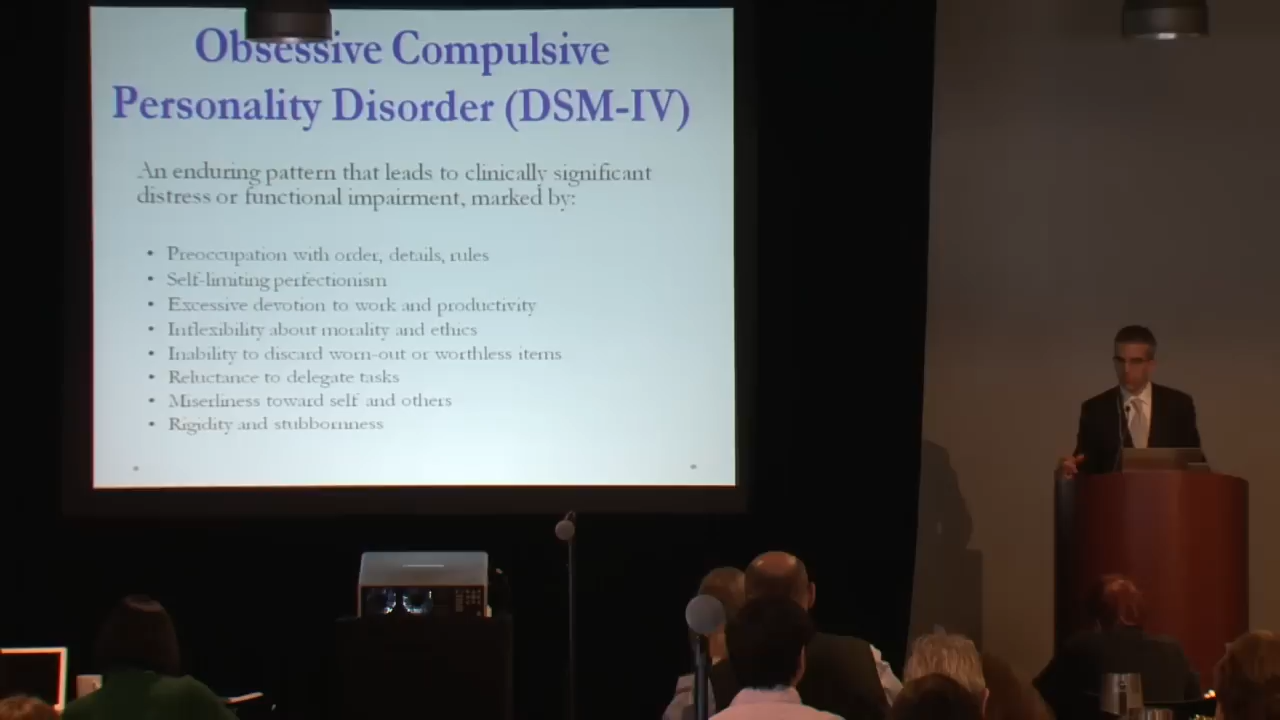 Obsessive Compulsive
Personality Disorder (DSM-IV)
An enduring pattern that leads to clinically significant
distress or functional impairment, marked by:
• Preoccupation with order, details, rules
• Self-limiting perfectionism
• Excessive devotion to work and productivity
• Inflexibility about morality and ethics
• Inability to discard worn-out or worthless items
• Reluctance to delegate tasks
• Miserliness toward self and others
• Rigidity and stubbornness